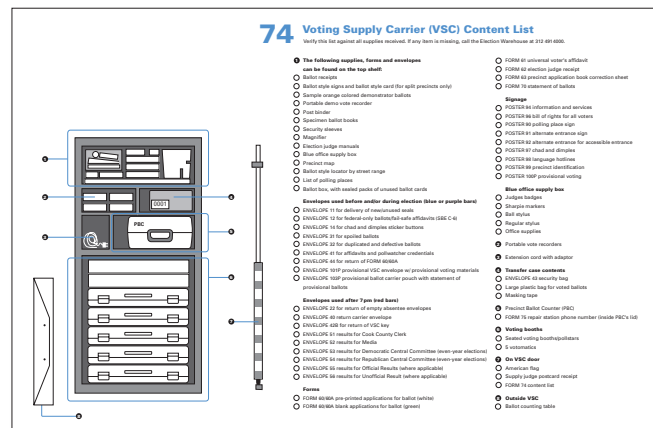 74 Voting Supply Carrier (VSC) Content List
Verify this list against all supplies received. If any item is missing, call the Election Warehouse at 312 491 6000.
1 The following supplies, forms and envelopes
can be found on the top shelf:
Ballot receipts
Ballot style signs and ballot style card (for split precincts only)
Sample orange colored demonstrator ballots
Portable demo vote recorder
Post binder
Specimen ballot books
Security sleeves
Magnifier
Election judge manuals
Blue office supply box
Precinct map
Ballot style locator by street range
List of polling places
Ballot box, with sealed packs of unused ballot cards
Envelopes used before and/or during election (blue or purple bars)
ENVELOPE 11 for delivery of new/unused seals
ENVELOPE 12 for federal-only ballots/fail-safe affidavits (SBE C-6)
ENVELOPE 14 for chad and dimples sticker buttons
ENVELOPE 31 for spoiled ballots
ENVELOPE 32 for duplicated and defective ballots
ENVELOPE 41 for affidavits and pollwatcher credentials
ENVELOPE 44 for return of FORM 60/60A
ENVELOPE 101P provisional VSC envelope w/ provisional voting materials
ENVELOPE 103P provisional ballot carrier pouch with statement of
provisional ballots
Envelopes used after 7pm (red bars)
ENVELOPE 22 for return of empty absentee envelopes
ENVELOPE 40 return carrier envelope
ENVELOPE 42B for return of VSC key
ENVELOPE 51 results for Cook County Clerk
ENVELOPE 52 results for Media
ENVELOPE 53 results for Democratic Central Committee (even-year elections)
ENVELOPE 54 results for Republican Central Committee (even-year elections)
ENVELOPE 55 results for Official Results (where applicable)
ENVELOPE 56 results for Unofficial Result (where applicable)
Forms
FORM 60/60A pre-printed applications for ballot (white)
FORM 60/60A blank applications for ballot (green)
FORM 61 universal voter's affidavit
FORM 62 election judge receipt
FORM 63 precinct application book correction sheet
FORM 70 statement of ballots
Signage
POSTER 84 information and services
POSTER 86 bill of rights for all voters
POSTER 90 polling place sign
POSTER 91 alternate entrance sign
POSTER 92 alternate entrance for accessible entrance
POSTER 97 chad and dimples
POSTER 98 language hotlines
POSTER 99 precinct identification
POSTER 100P provisional voting
Blue office supply box
Judges badges
Sharpie markers
Ball stylus
Regular stylus
Office supplies
2 Portable vote recorders
3 Extension cord with adaptor
4 Transfer case contents
ENVELOPE 43 security bag
Large plastic bag for voted ballots
Masking tape
5 Precinct Ballot Counter (PBC)
FORM 75 repair station phone number (inside PBC's lid)
6 Voting booths
Seated voting booths/pollstars
5 votomatics
7 On VSC door
American flag
Supply judge postcard receipt
FORM 74 content list
8 Outside VSC
Ballot counting table
1
2
3
4
5
6
7
8
0001
PBC